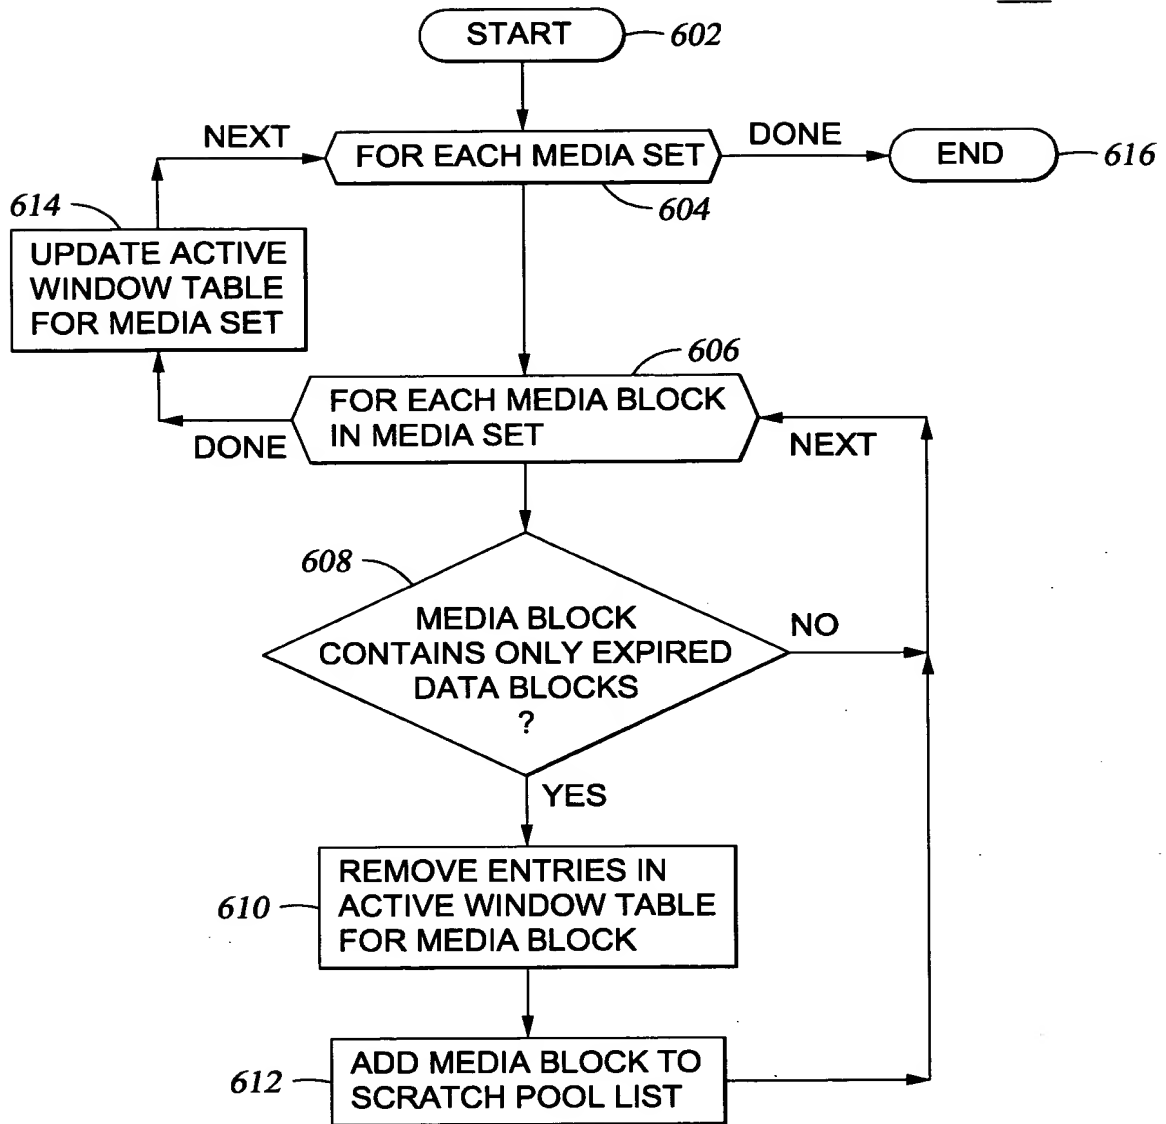 START
602
NEXT
FOR EACH MEDIA SET
DONE
END
616
604
614
UPDATE ACTIVE
WINDOW TABLE
FOR MEDIA SET
606
FOR EACH MEDIA BLOCK
IN MEDIA SET
DONE
NEXT
608
MEDIA BLOCK
CONTAINS ONLY EXPIRED
DATA BLOCKS
?
NO
YES
610
REMOVE ENTRIES IN
ACTIVE WINDOW TABLE
FOR MEDIA BLOCK
612
ADD MEDIA BLOCK TO
SCRATCH POOL LIST